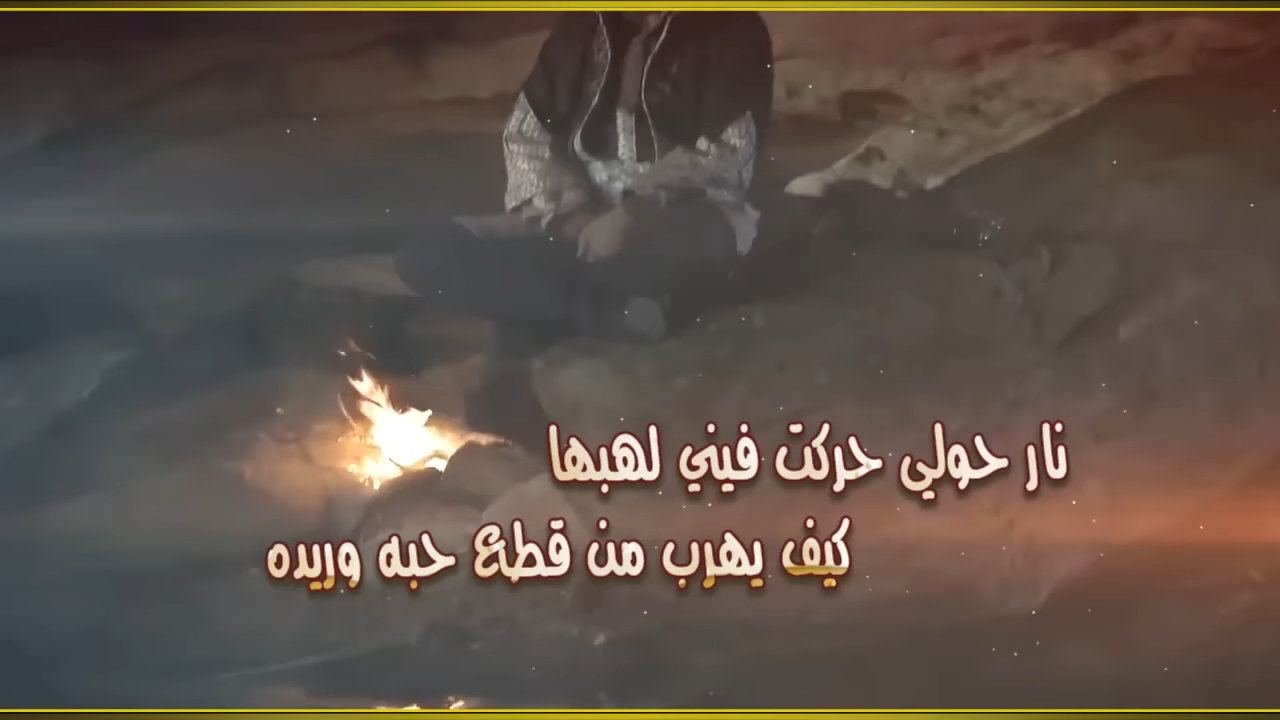 نار حولي حركت فيني لهبها
كيف يهرب من قطع حبه وريده